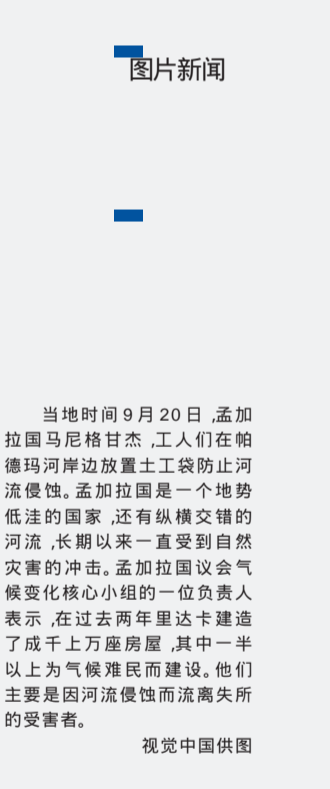 图片新闻
当地时间9月20日,孟加
拉国马尼格甘杰,工人们在帕
德玛河岸边放置土工袋防止河
流侵蚀。孟加拉国是一个地势
低洼的国家,还有纵横交错的
河流,长期以来一直受到自然
灾害的冲击。孟加拉国议会气
候变化核心小组的一位负责人
表示,在过去两年里达卡建造
了成千上万座房屋,其中一半
以上为气候难民而建设。他们
主要是因河流侵蚀而流离失所
的受害者。
视觉中国供图